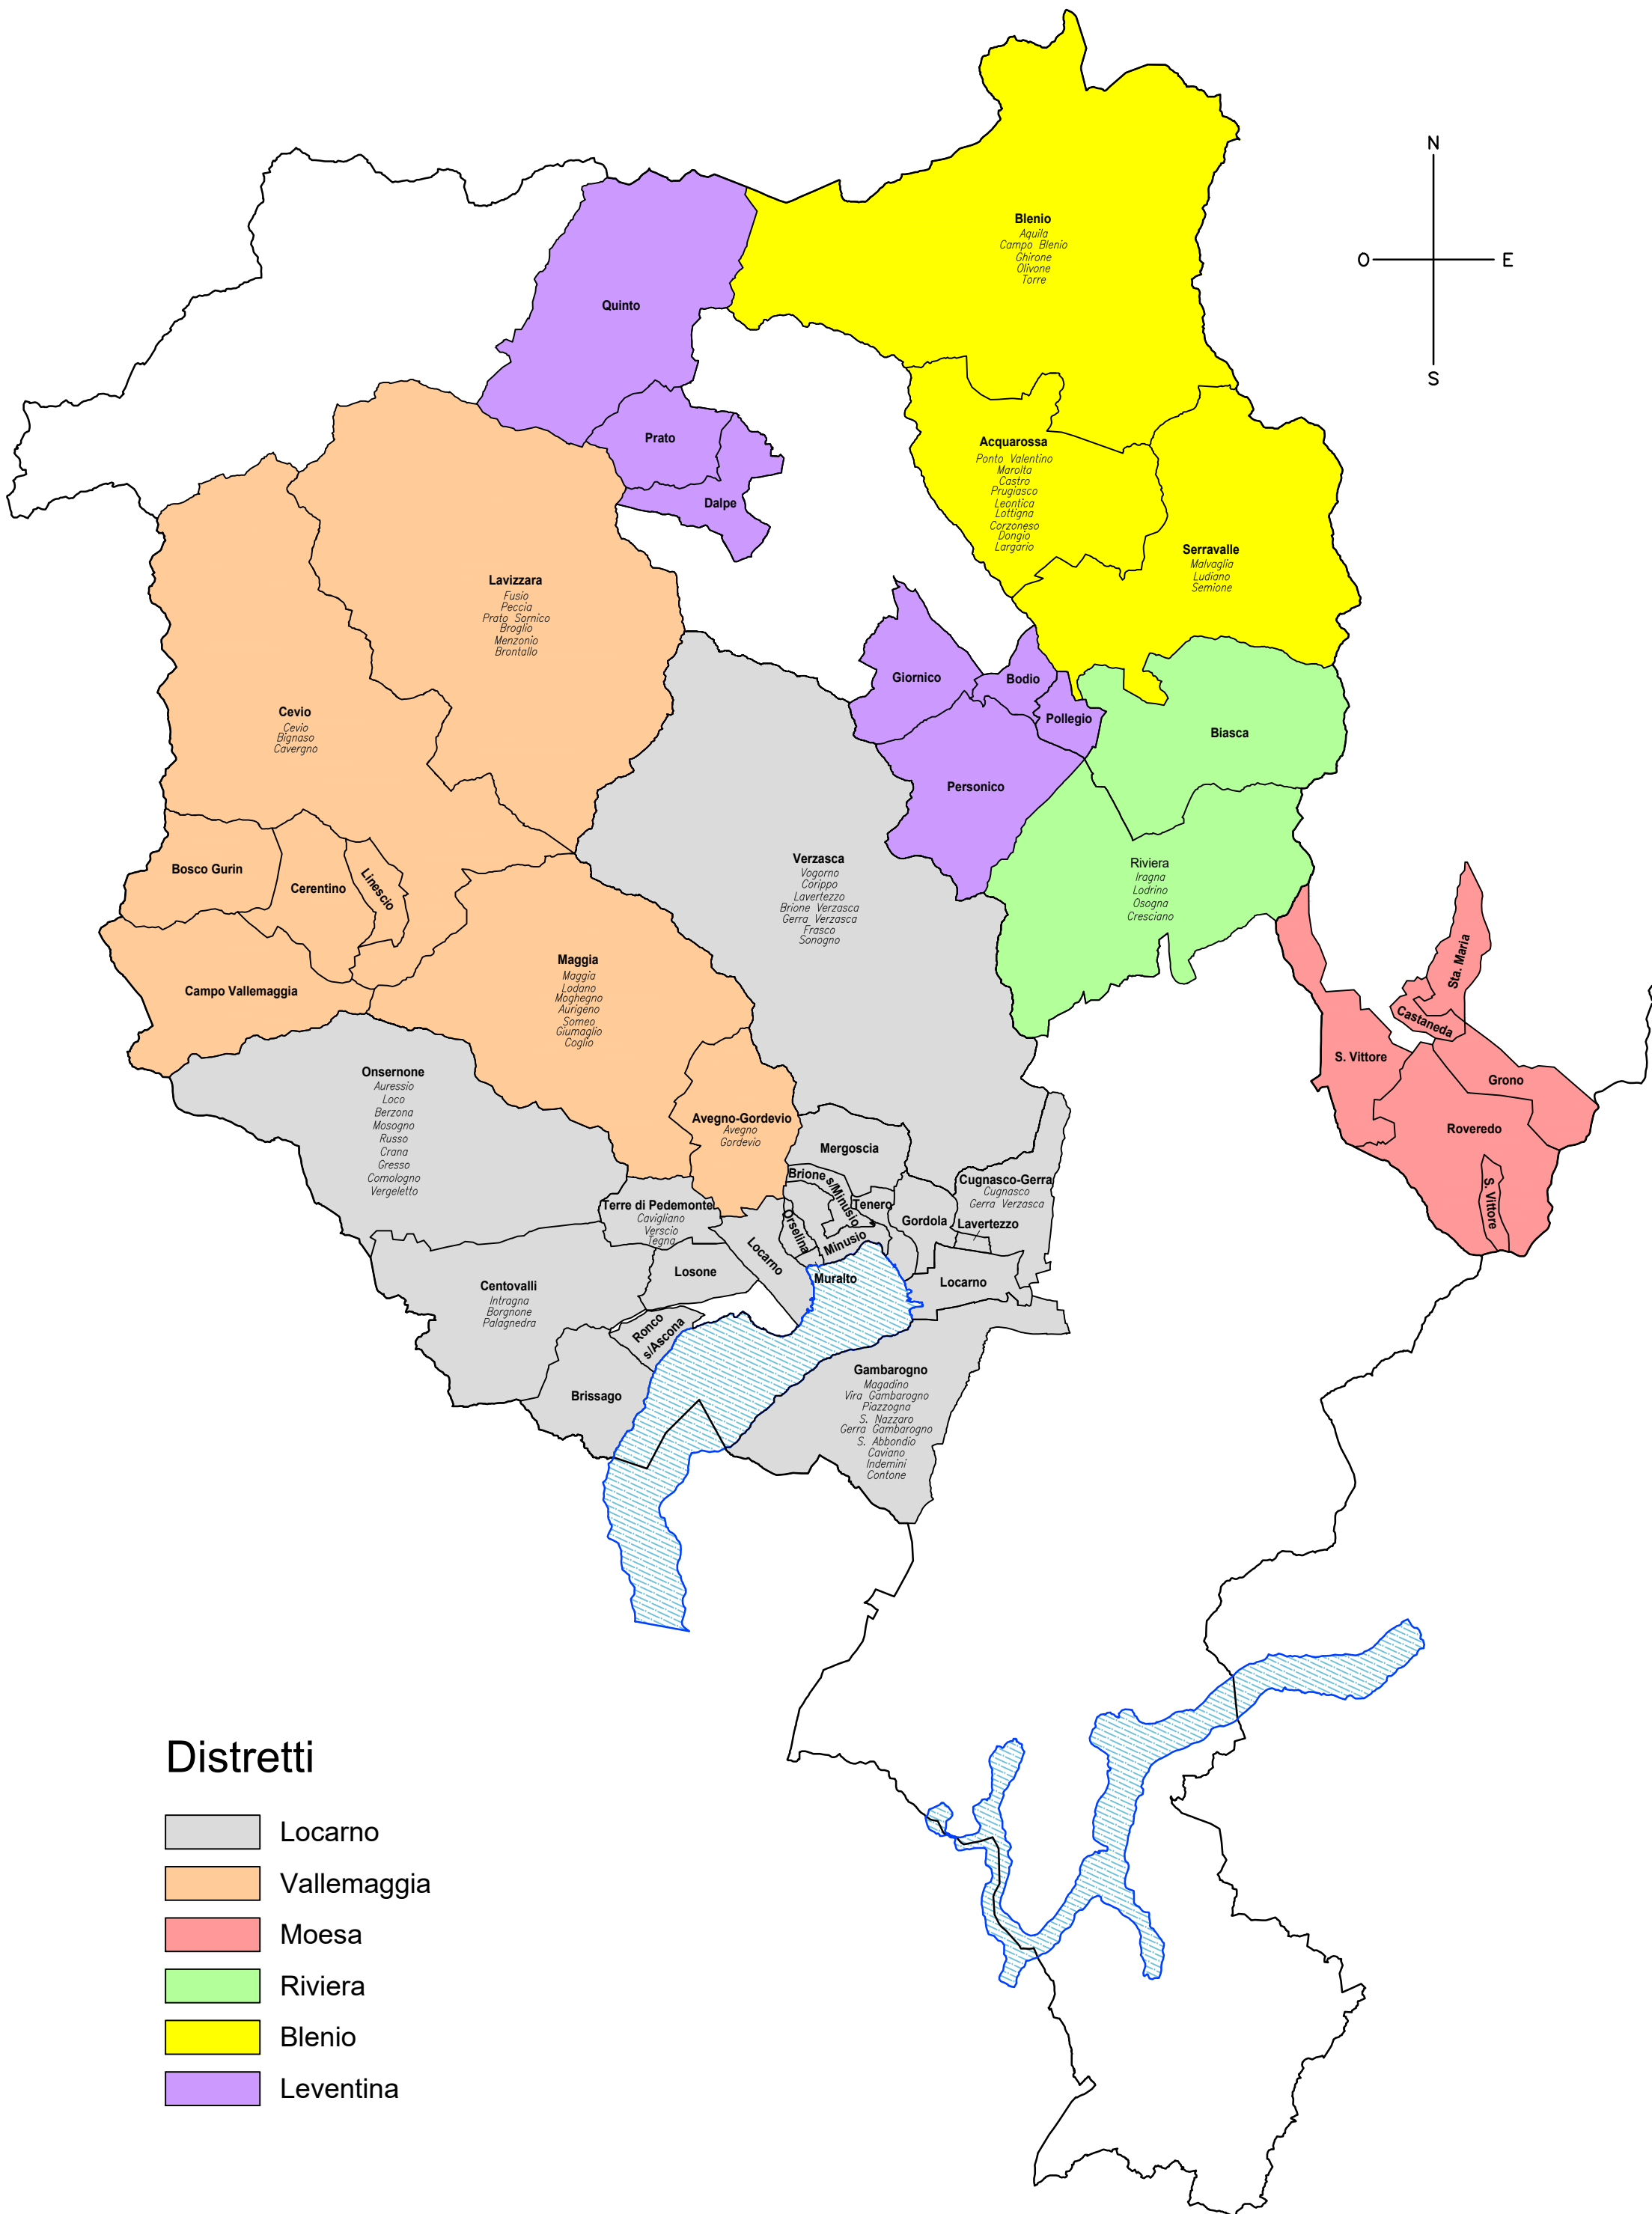 N
O
E
S
Blenio
Aquila
Campo Blenio
Ghirone
Olivone
Torre
Quinto
Prato
Dalpe
Acquarossa
Ponto Valentino
Marolta
Castro
Prugiasco
Leontica
Lottigna
Corzoneso
Dongio
Largario
Serravalle
Malvaglia
Ludiano
Semione
Lavizzara
Fusio
Peccia
Prato Sornico
Broglio
Menzonio
Brontallo
Giornico
Bodio
Pollegio
Personico
Biasca
Cevio
Cevio
Bignaso
Cavergno
Bosco Gurin
Cerentino
Linescio
Campo Vallemaggia
Verzasca
Vogorno
Corippo
Lavertezzo
Brione Verzasca
Gerra Verzasca
Frasco
Sonogno
Riviera
Iragna
Lodrino
Osogna
Cresciano
Maggia
Maggia
Lodano
Moghegno
Aurigeno
Someo
Giumaglio
Coglio
Sta. Maria
Castaneda
S. Vittore
Grono
Roveredo
S. Vittore
Onsernone
Auressio
Loco
Berzona
Mosogno
Russo
Crana
Gresso
Comologno
Vergeletto
Avegno-Gordevio
Avegno
Gordevio
Mergoscia
Brione
s/Minusio
Tenero
Orselina
Minusio
Muralto
Gordola
Cugnasco-Gerra
Cugnasco
Gerra Verzasca
Lavertezzo
Locarno
Terre di Pedemonte
Cavigliano
Verscio
Tegna
Locarno
Losone
Centovalli
Intragna
Borgnone
Palagnedra
Ronco
s/Ascona
Brissago
Gambarogno
Magadino
Vira Gambarogno
Piazzogna
S. Nazzaro
Gerra Gambarogno
S. Abbondio
Caviano
Indemini
Contone
Distretti
Locarno
Vallemaggia
Moesa
Riviera
Blenio
Leventina